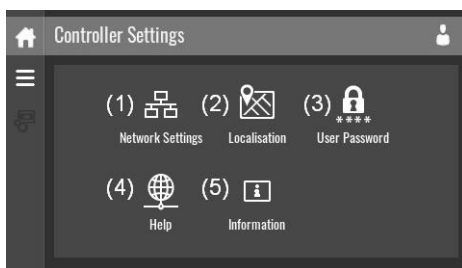 Controller Settings
(1) (2) (3)
****
Network Settings Localisation User Password
(4) (5) i
Help Information